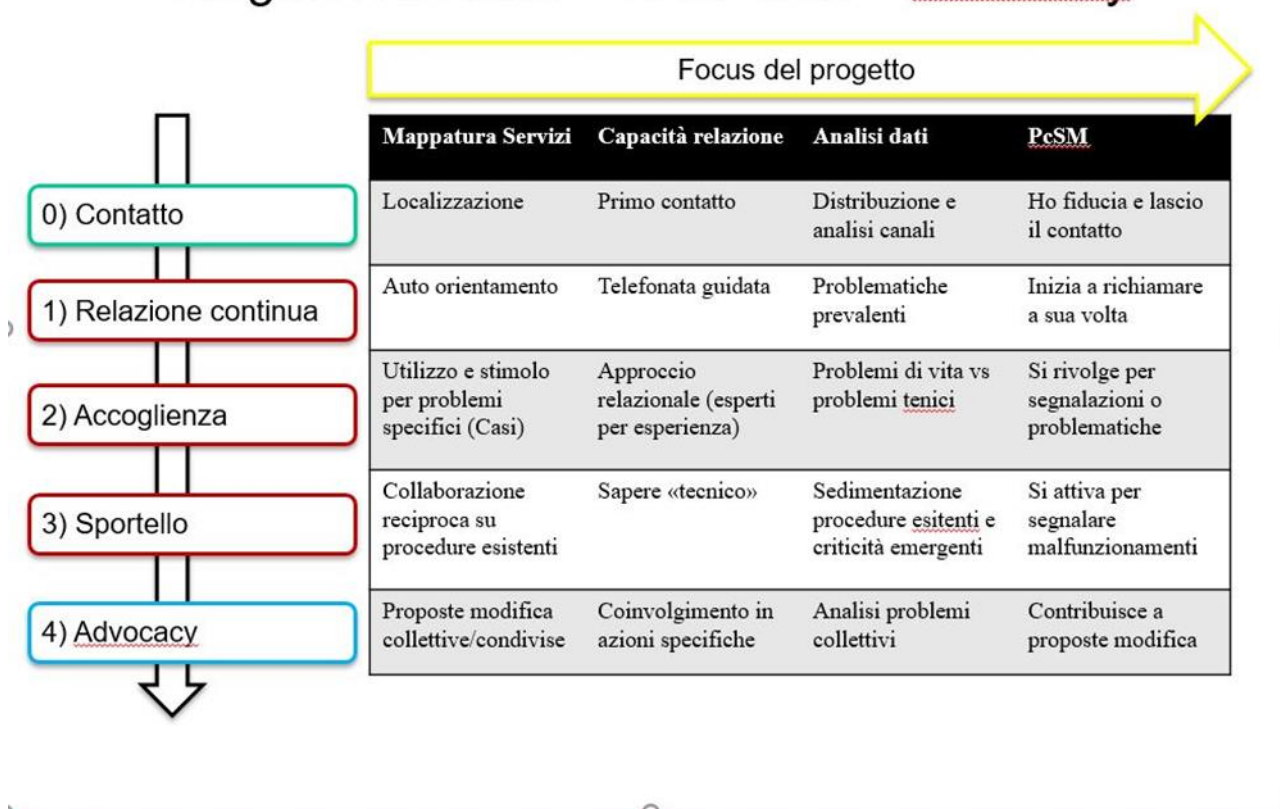 Focus del progetto
Mappatura Servizi Capacità relazione Analisi dati PcSM
0) Contatto
Localizzazione
Primo contatto
Distribuzione e
analisi canali
Ho fiducia e lascio
il contatto
1) Relazione continua
Auto orientamento
Telefonata guidata
Problematiche
prevalenti
Inizia a richiamare
a sua volta
2) Accoglienza
Utilizzo e stimolo
per problemi
specifici (Casi)
Approccio
relazionale (esperti
per esperienza)
Problemi di vita vs
problemi tenici
Si rivolge per
segnalazioni o
problematiche
3) Sportello
Collaborazione
reciproca su
procedure esistenti
Sapere «tecnico»
Sedimentazione
procedure esitenti e
criticità emergenti
Si attiva per
segnalare
malfunzionamenti
4) Advocacy
Proposte modifica
collettive/condivise
Coinvolgimento in
azioni specifiche
Analisi problemi
collettivi
Contribuisce a
proposte modifica